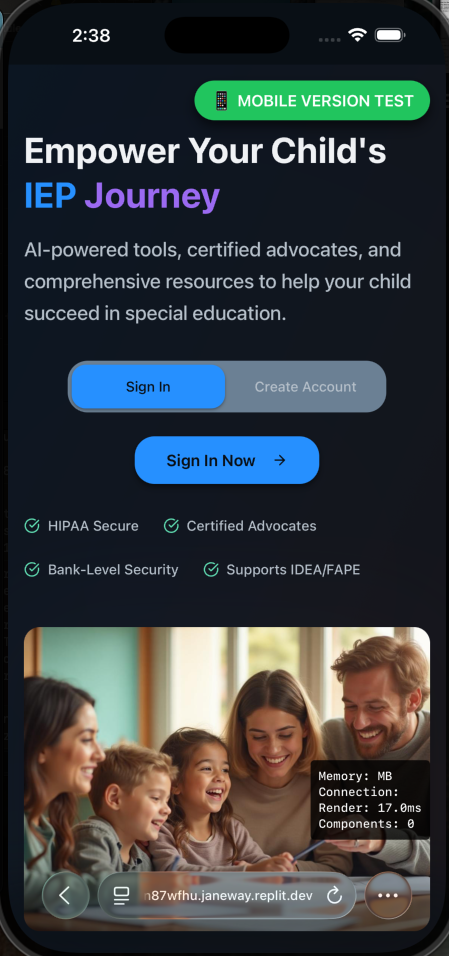 2:38
MOBILE VERSION TEST
Empower Your Child's
IEP Journey
AI-powered tools, certified advocates, and
comprehensive resources to help your child
succeed in special education.
Sign In Create Account
Sign In Now →
HIPAA Secure Certified Advocates
Bank-Level Security Supports IDEA/FAPE
Memory: MB
Connection:
Render: 17.0ms
Components: 0
n87wfhu.janeway.replit.dev